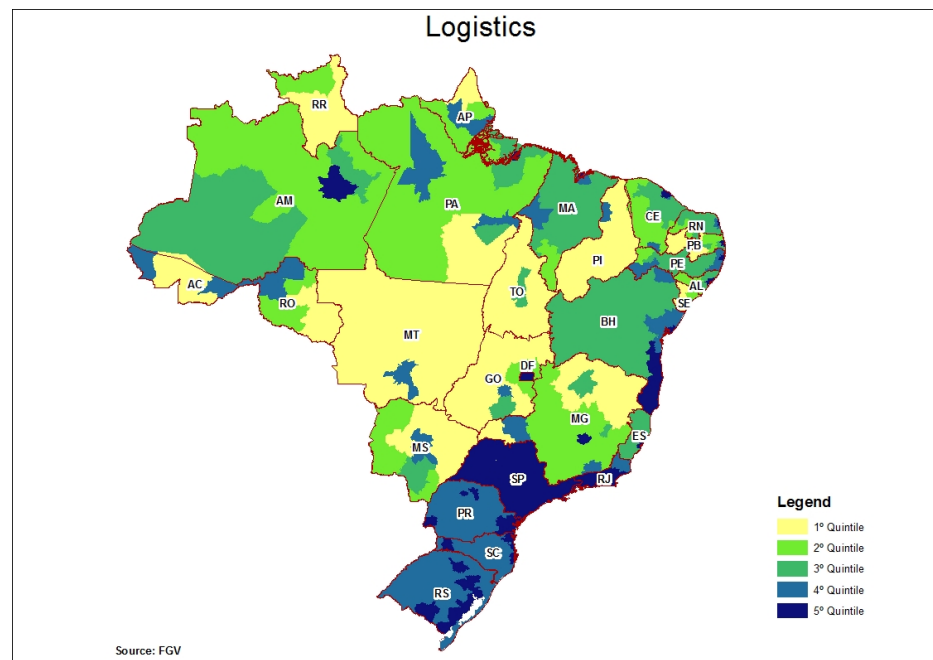 Logistics
RR
AP
AM
PA
MA
CE
RN
PB
PE
PI
AL
SE
AC
RO
TO
BH
MT
DF
GO
MG
ES
MS
SP
RJ
PR
SC
RS
Legend
1º Quintile
2º Quintile
3º Quintile
4º Quintile
5º Quintile
Source: FGV